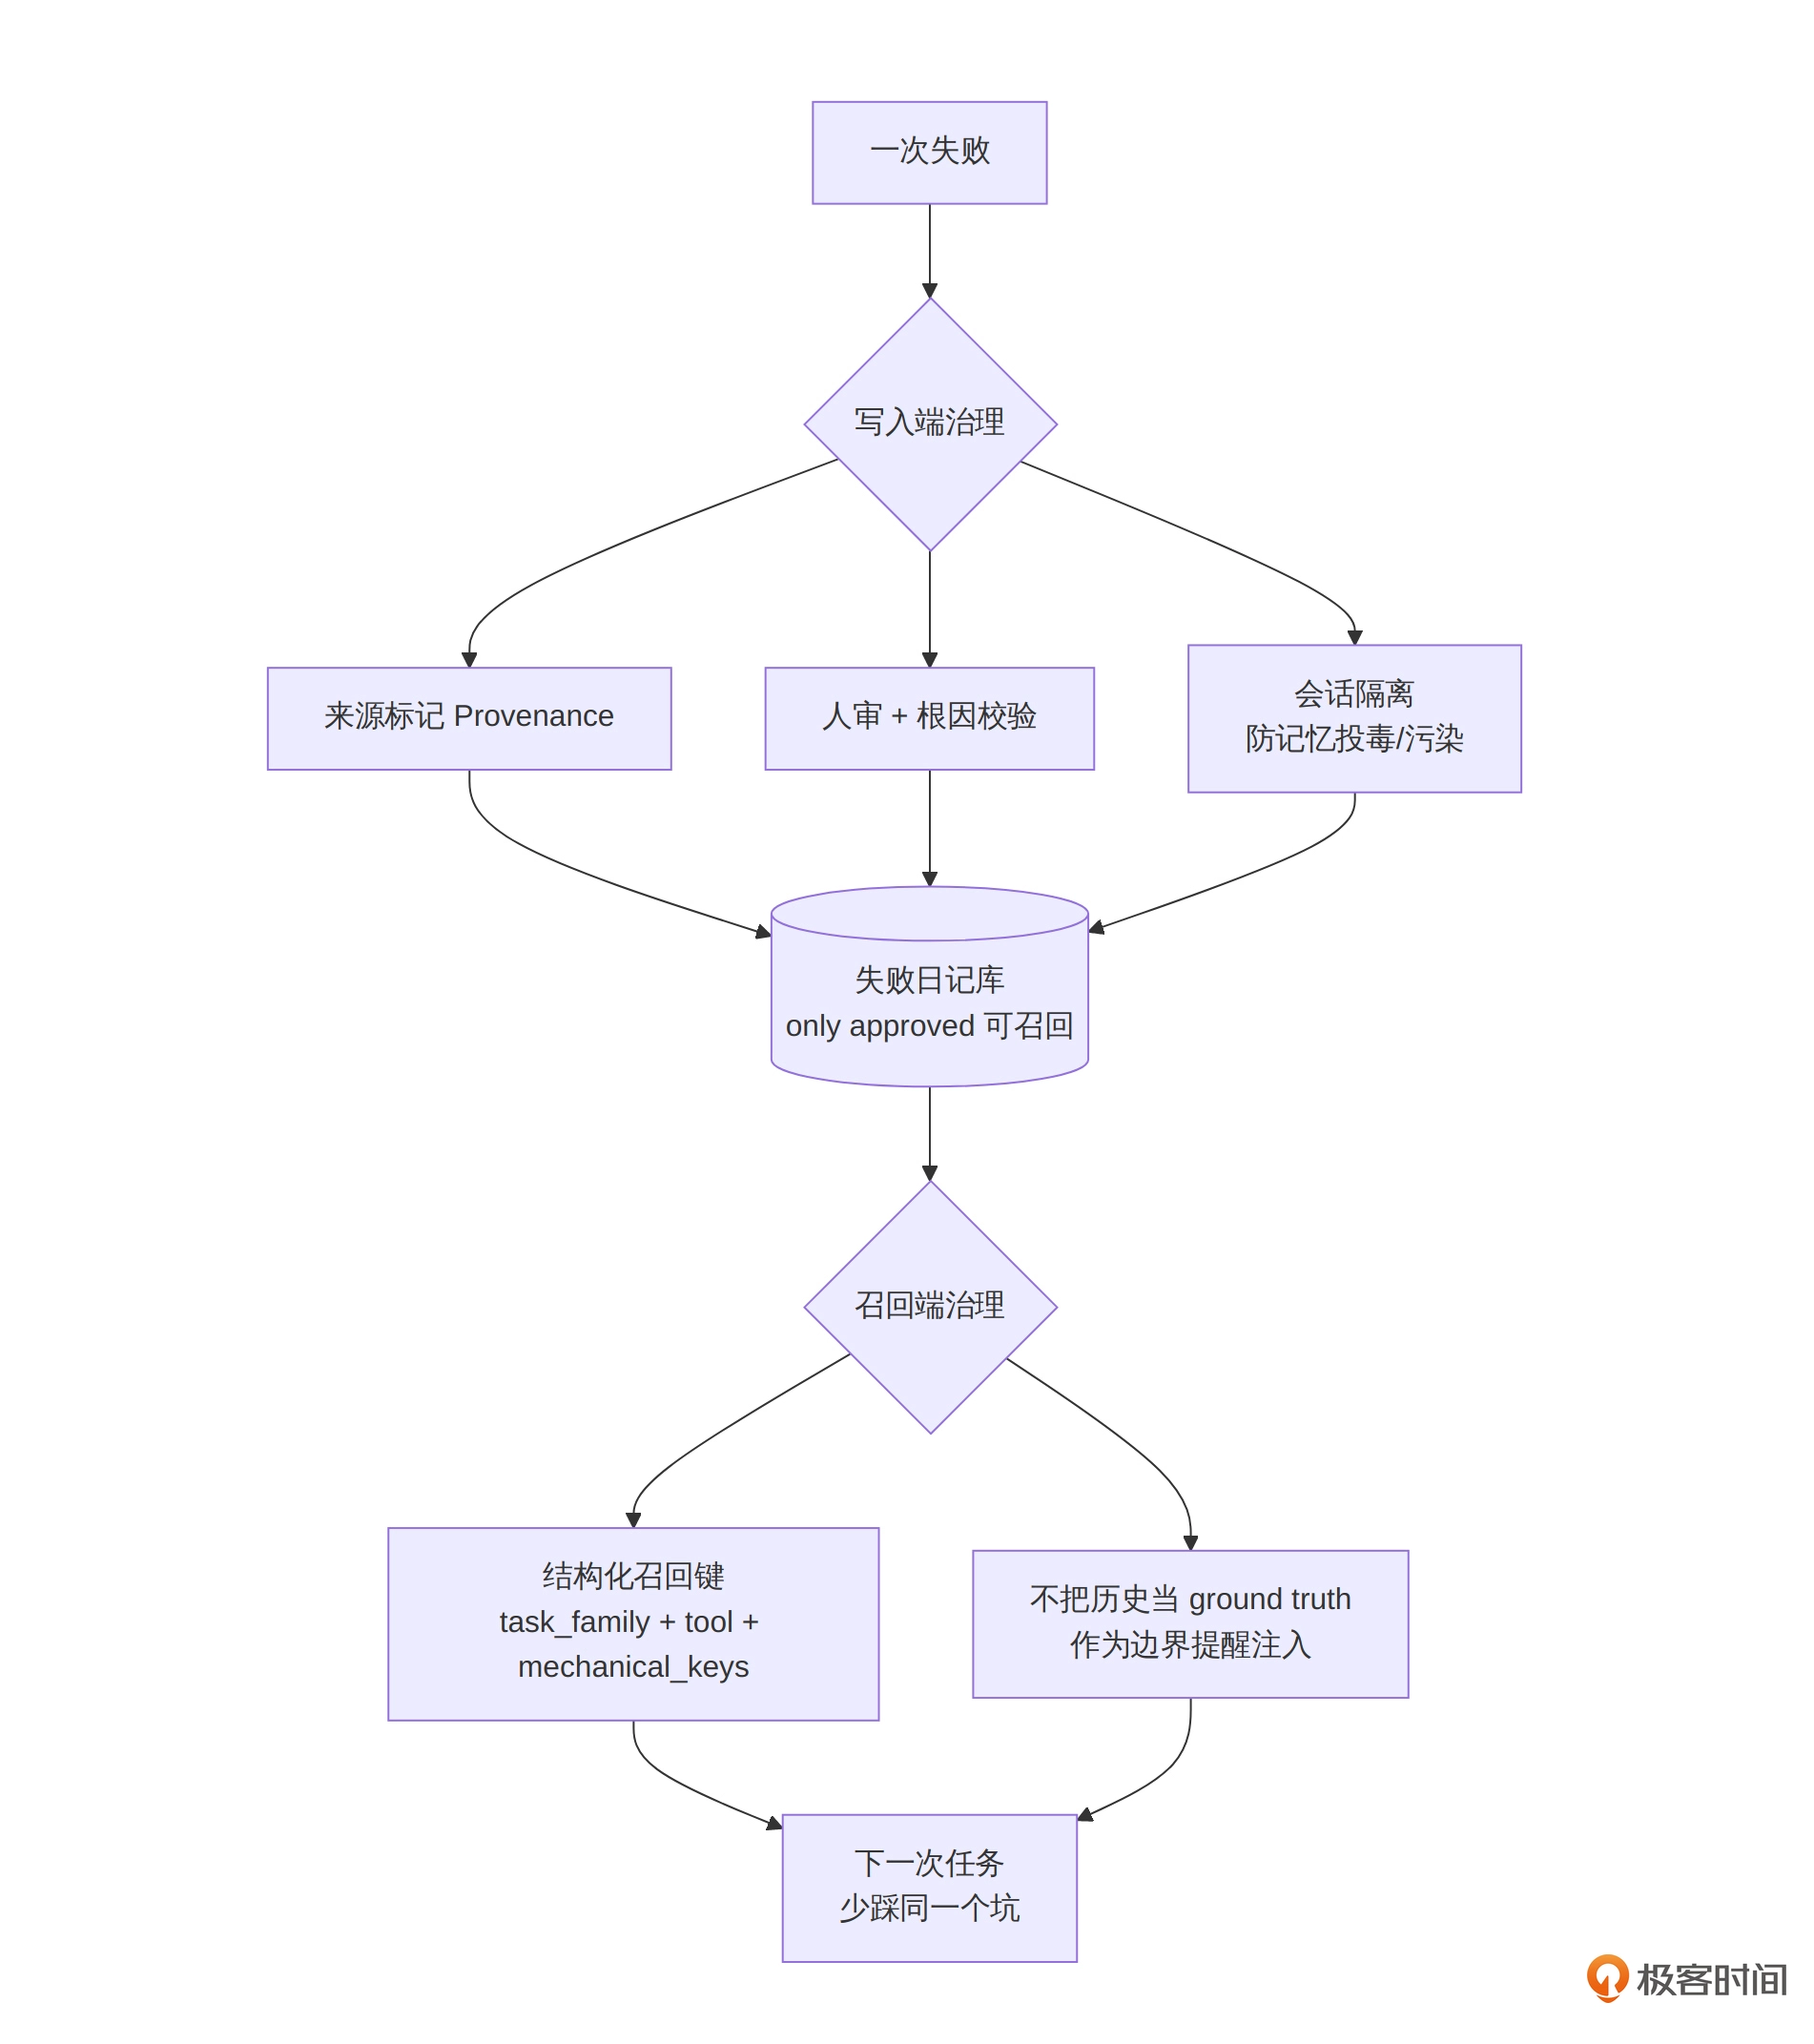 一次失败
写入端治理
来源标记 Provenance
人审 + 根因校验
会话隔离
防记忆投毒/污染
失败日记库
only approved 可召回
召回端治理
结构化召回键
task_family + tool +
mechanical_keys
不把历史当 ground truth
作为边界提醒注入
下一次任务
少踩同一个坑
极客时间